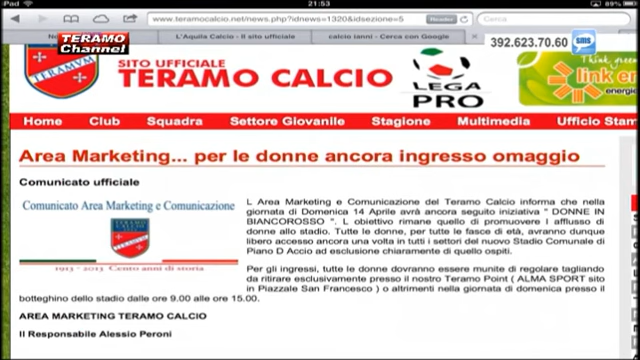 iPad
21:53
89%
www.teramocalcio.net/news.php?idnews=1320&idsezione=5
Reader
Cerca
TERAMO
Channel
L'Aquila Calcio - Il sito ufficiale
calcio ianni - Cerca con Google
392.623.70.60
SMS
TERAMVM
SITO UFFICIALE
TERAMO CALCIO
LEGA
PRO
Think green
link en
energie
Home Club Squadra Settore Giovanile Stagione Multimedia Ufficio Stam
Area Marketing... per le donne ancora ingresso omaggio
Comunicato ufficiale
Comunicato Area Marketing e Comunicazione
1913 - 2013 Cento anni di storia
L Area Marketing e Comunicazione del Teramo Calcio informa che nella
giornata di Domenica 14 Aprile avrà ancora seguito iniziativa " DONNE IN
BIANCOROSSO ". L obiettivo rimane quello di promuovere l afflusso di
donne allo stadio. Tutte le donne, per tutte le fasce di età, avranno dunque
libero accesso ancora una volta in tutti i settori del nuovo Stadio Comunale di
Piano D Accio ad esclusione chiaramente di quello ospiti.
Per gli ingressi, tutte le donne dovranno essere munite di regolare tagliando
da ritirare esclusivamente presso il nostro Teramo Point ( ALMA SPORT sito
in Piazzale San Francesco ) o altrimenti nella giornata di domenica presso il
botteghino dello stadio dalle ore 9.00 alle ore 15.00.
AREA MARKETING TERAMO CALCIO
Il Responsabile Alessio Peroni